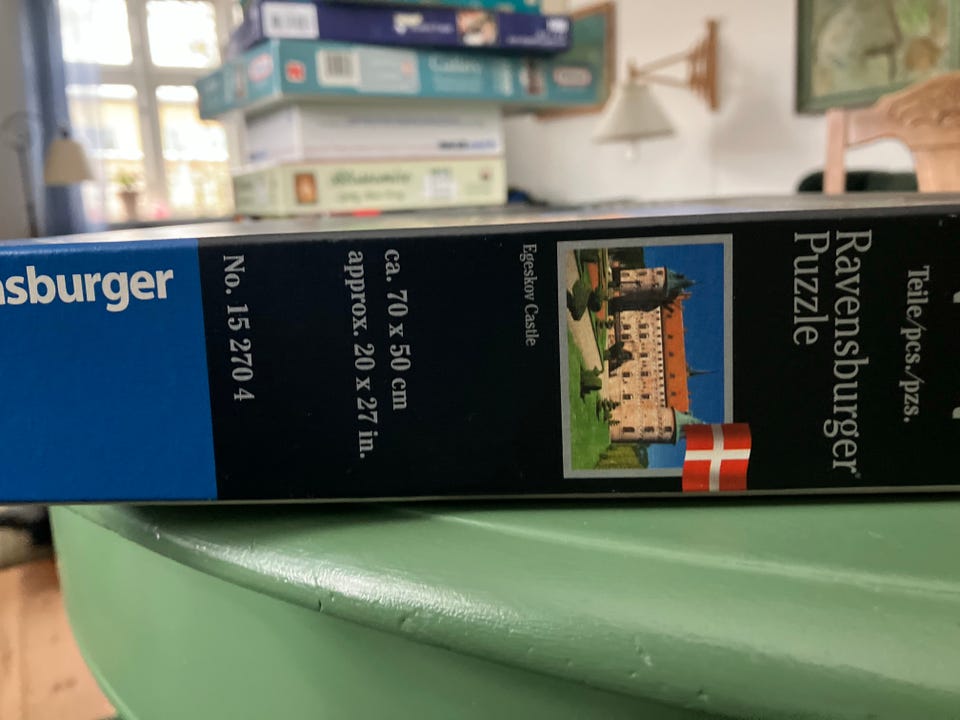 Teile/pcs./pzs.
Ravensburger®
Puzzle
Egeskov Castle
ca. 70 x 50 cm
approx. 20 x 27 in.
No. 15 270 4
nsburger